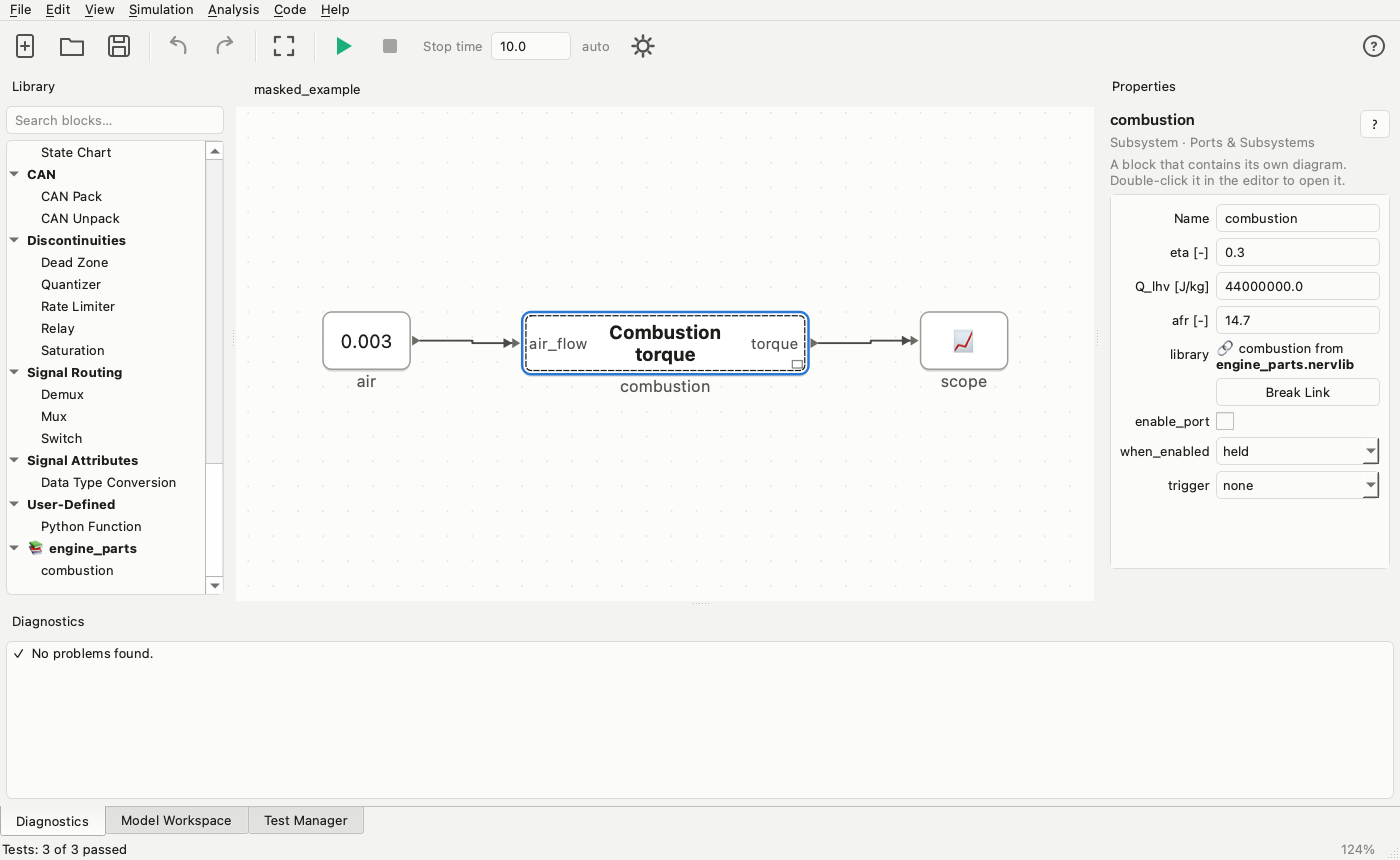 File Edit View Simulation Analysis Code Help
Stop time 10.0 auto
?
Library
Search blocks...
State Chart
CAN
CAN Pack
CAN Unpack
Discontinuities
Dead Zone
Quantizer
Rate Limiter
Relay
Saturation
Signal Routing
Demux
Mux
Switch
Signal Attributes
Data Type Conversion
User-Defined
Python Function
engine_parts
combustion
masked_example
0.003
air
air_flow
Combustion
torque
torque
combustion
scope
Properties
combustion
?
Subsystem · Ports & Subsystems
A block that contains its own diagram.
Double-click it in the editor to open it.
Name combustion
eta [-] 0.3
Q_lhv [J/kg] 44000000.0
afr [-] 14.7
library combustion from
engine_parts.nervlib
Break Link
enable_port
when_enabled held
trigger none
Diagnostics
✓ No problems found.
Diagnostics Model Workspace Test Manager
Tests: 3 of 3 passed
124%